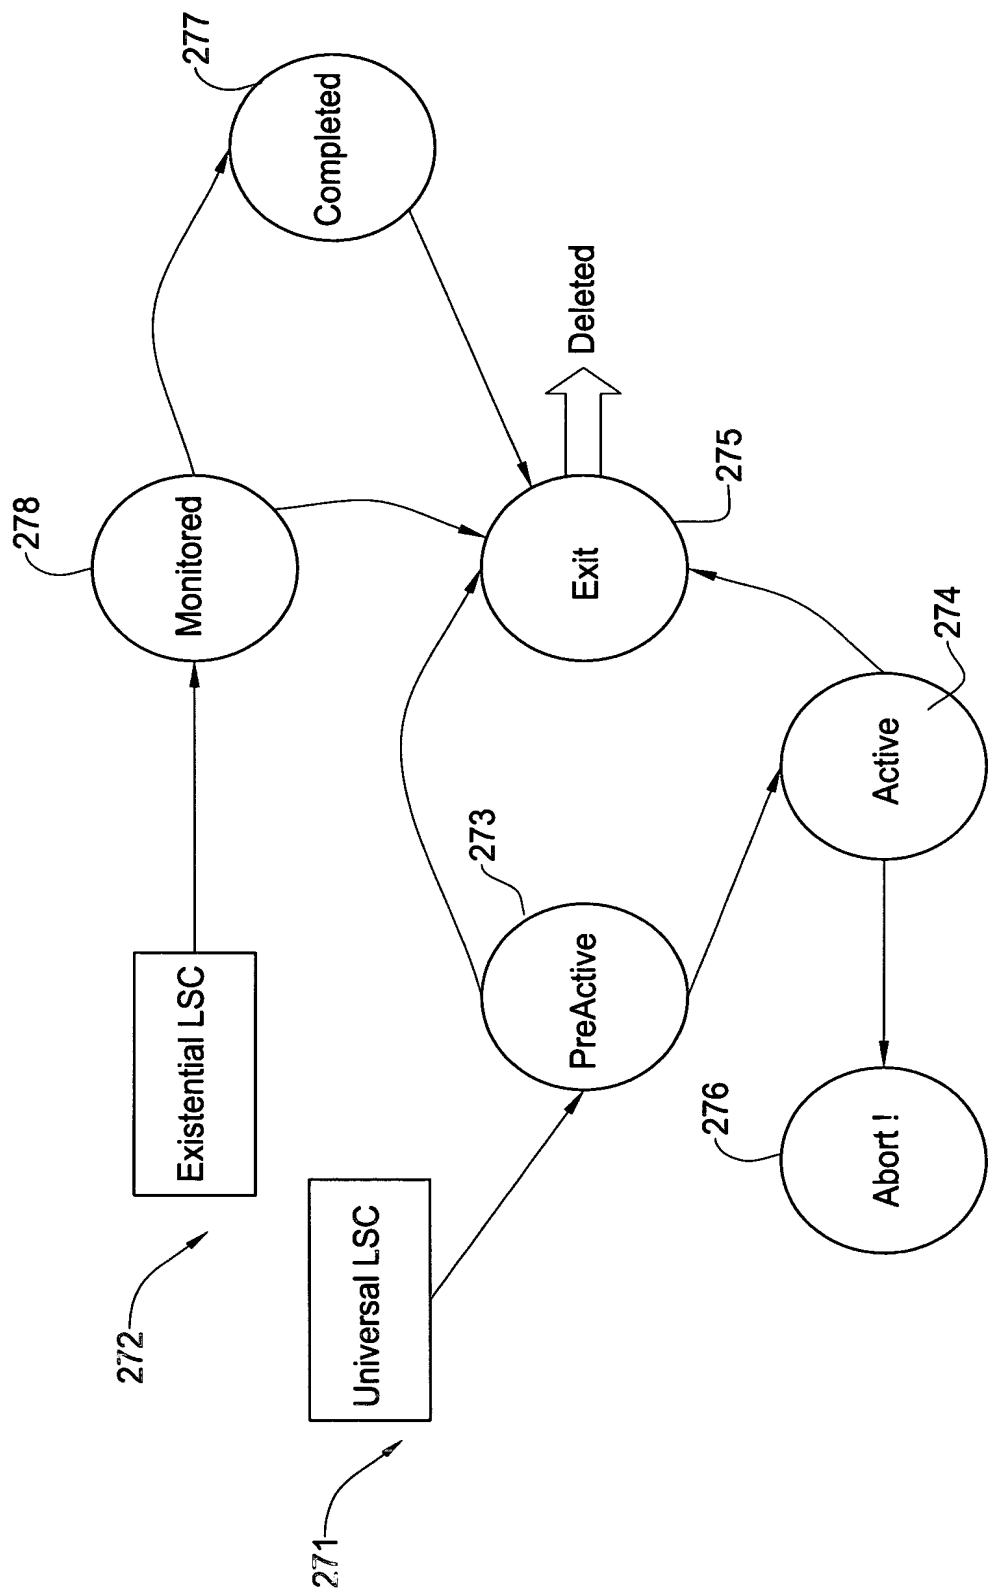 277
Completed
278
Monitored
Existential LSC
272
Deleted
Exit
275
273
PreActive
Universal LSC
271
274
Active
276
Abort !